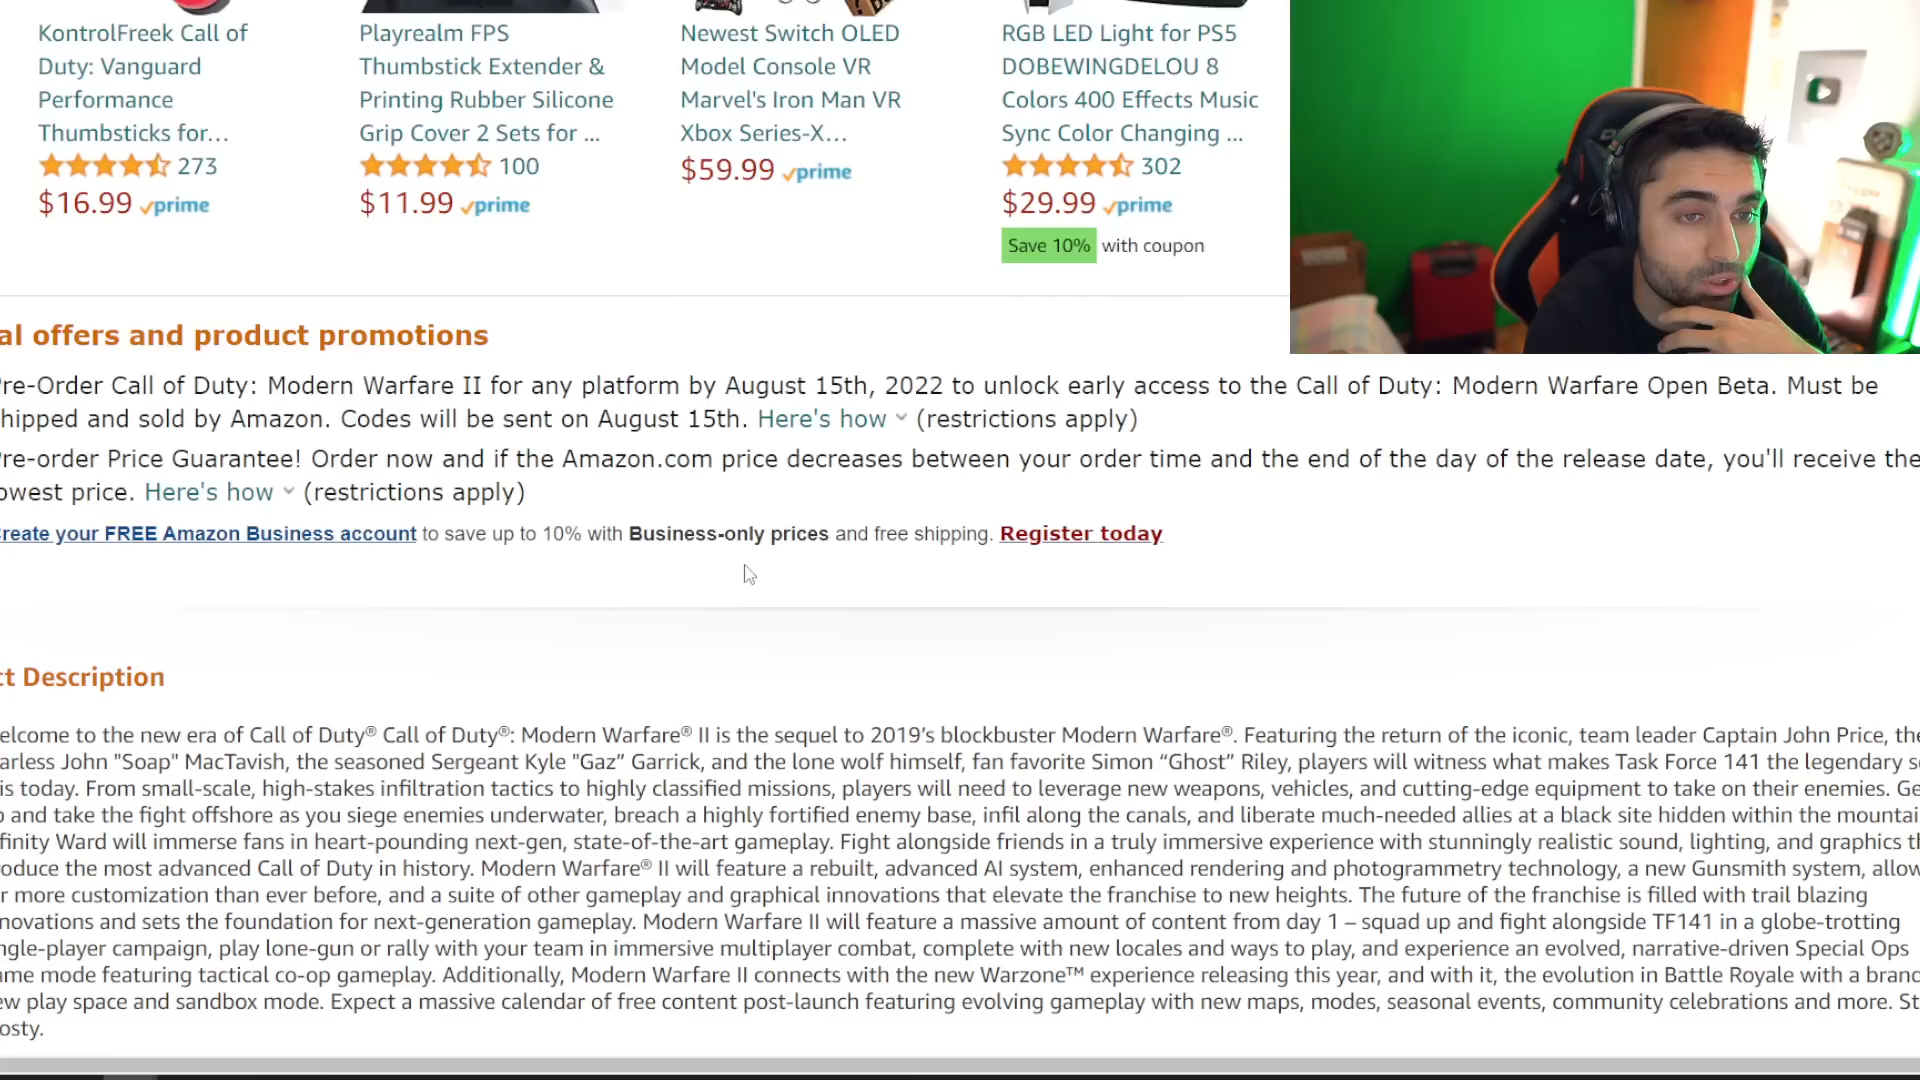 KontrolFreek Call of
Duty: Vanguard
Performance
Thumbsticks for...
273
$16.99 prime
Playrealm FPS
Thumbstick Extender &
Printing Rubber Silicone
Grip Cover 2 Sets for ...
100
$11.99 prime
Newest Switch OLED
Model Console VR
Marvel's Iron Man VR
Xbox Series-X...
$59.99 prime
RGB LED Light for PS5
DOBEWINGDELOU 8
Colors 400 Effects Music
Sync Color Changing ...
302
$29.99 prime
Save 10% with coupon
al offers and product promotions
re-Order Call of Duty: Modern Warfare II for any platform by August 15th, 2022 to unlock early access to the Call of Duty: Modern Warfare Open Beta. Must be
hipped and sold by Amazon. Codes will be sent on August 15th. Here's how (restrictions apply)
re-order Price Guarantee! Order now and if the Amazon.com price decreases between your order time and the end of the day of the release date, you'll receive the
owest price. Here's how (restrictions apply)
reate your FREE Amazon Business account to save up to 10% with Business-only prices and free shipping. Register today
ct Description
elcome to the new era of Call of Duty® Call of Duty®: Modern Warfare® II is the sequel to 2019’s blockbuster Modern Warfare®. Featuring the return of the iconic, team leader Captain John Price, the
arless John "Soap" MacTavish, the seasoned Sergeant Kyle "Gaz” Garrick, and the lone wolf himself, fan favorite Simon “Ghost” Riley, players will witness what makes Task Force 141 the legendary s
is today. From small-scale, high-stakes infiltration tactics to highly classified missions, players will need to leverage new weapons, vehicles, and cutting-edge equipment to take on their enemies. Ge
p and take the fight offshore as you siege enemies underwater, breach a highly fortified enemy base, infil along the canals, and liberate much-needed allies at a black site hidden within the mountai
finity Ward will immerse fans in heart-pounding next-gen, state-of-the-art gameplay. Fight alongside friends in a truly immersive experience with stunningly realistic sound, lighting, and graphics th
oduce the most advanced Call of Duty in history. Modern Warfare® II will feature a rebuilt, advanced AI system, enhanced rendering and photogrammetry technology, a new Gunsmith system, allow
r more customization than ever before, and a suite of other gameplay and graphical innovations that elevate the franchise to new heights. The future of the franchise is filled with trail blazing
novations and sets the foundation for next-generation gameplay. Modern Warfare II will feature a massive amount of content from day 1 – squad up and fight alongside TF141 in a globe-trotting
ngle-player campaign, play lone-gun or rally with your team in immersive multiplayer combat, complete with new locales and ways to play, and experience an evolved, narrative-driven Special Ops
ame mode featuring tactical co-op gameplay. Additionally, Modern Warfare II connects with the new Warzone™ experience releasing this year, and with it, the evolution in Battle Royale with a brand
ew play space and sandbox mode. Expect a massive calendar of free content post-launch featuring evolving gameplay with new maps, modes, seasonal events, community celebrations and more. St
osty.